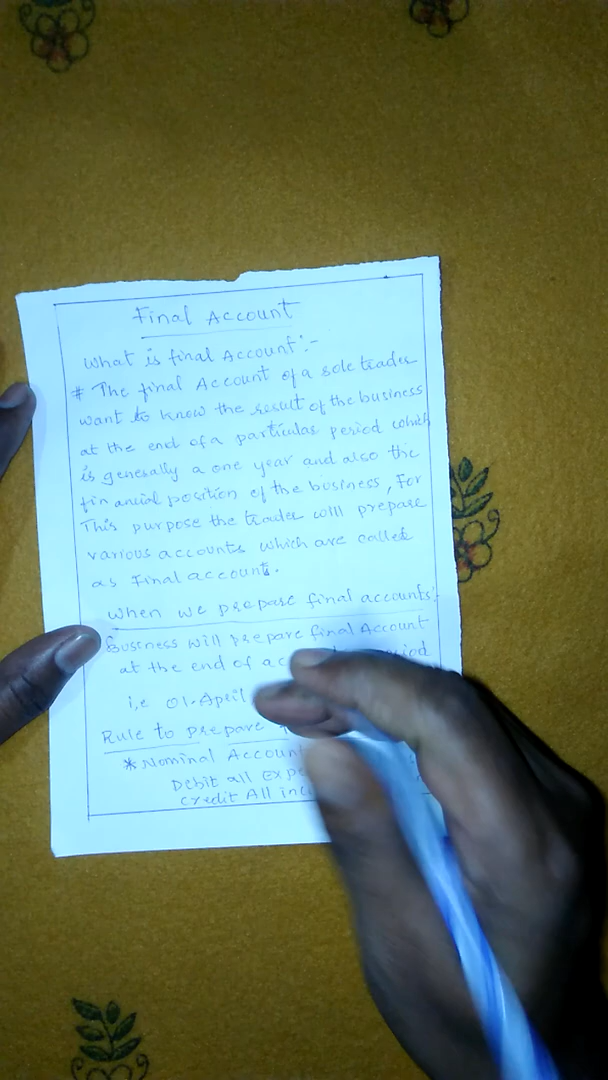 Final Account
What is final Account:-
# The final Account of a sole trader
want to know the result of the business
at the end of a particular period which
is generally a one year and also the
financial position of the business, For
This purpose the trader will prepare
various accounts which are called
as Final account.
When we prepare final accounts:-
Bussness will prepare final Account
at the end of
i,e 01-April
Rule to prepare
* Nominal Account
Debit all
credit All